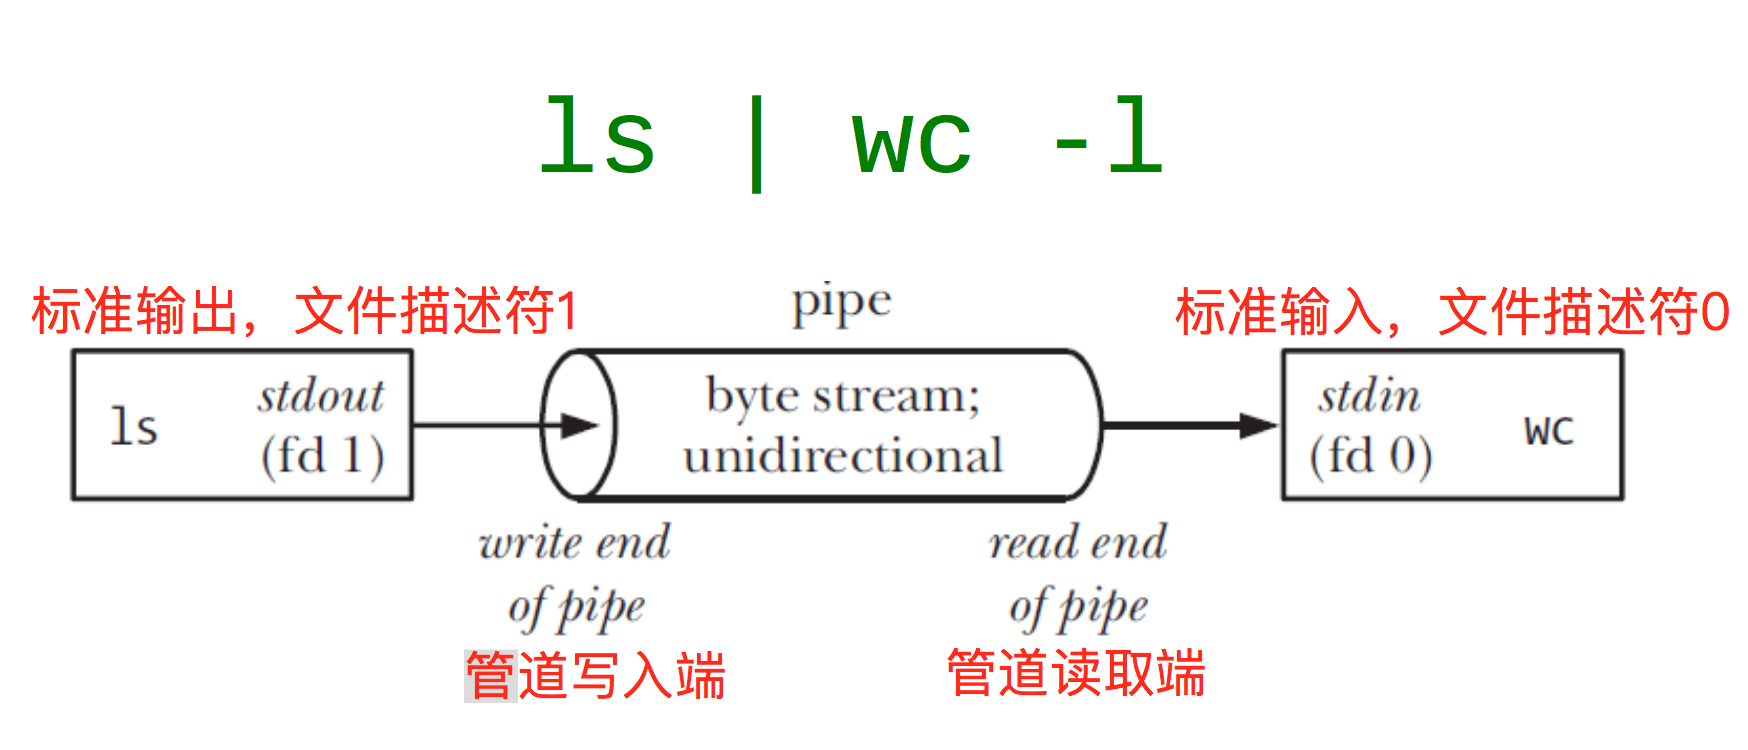 ls | wc -l
pipe
标准输出，文件描述符1
标准输入，文件描述符0
ls
stdout
(fd 1)
byte stream;
unidirectional
stdin
(fd 0)
wc
write end
of pipe
管道写入端
read end
of pipe
管道读取端